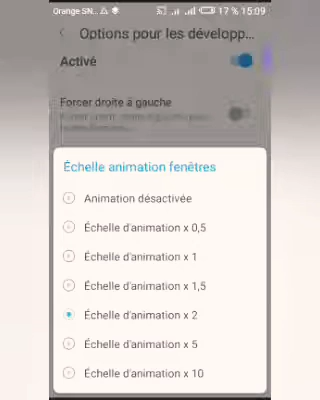 Orange SN... 17 % 15:09
Options pour les développ...
Activé
Forcer droite à gauche
Échelle animation fenêtres
Animation désactivée
Échelle d'animation x 0,5
Échelle d'animation x 1
Échelle d'animation x 1,5
Échelle d'animation x 2
Échelle d'animation x 5
Échelle d'animation x 10